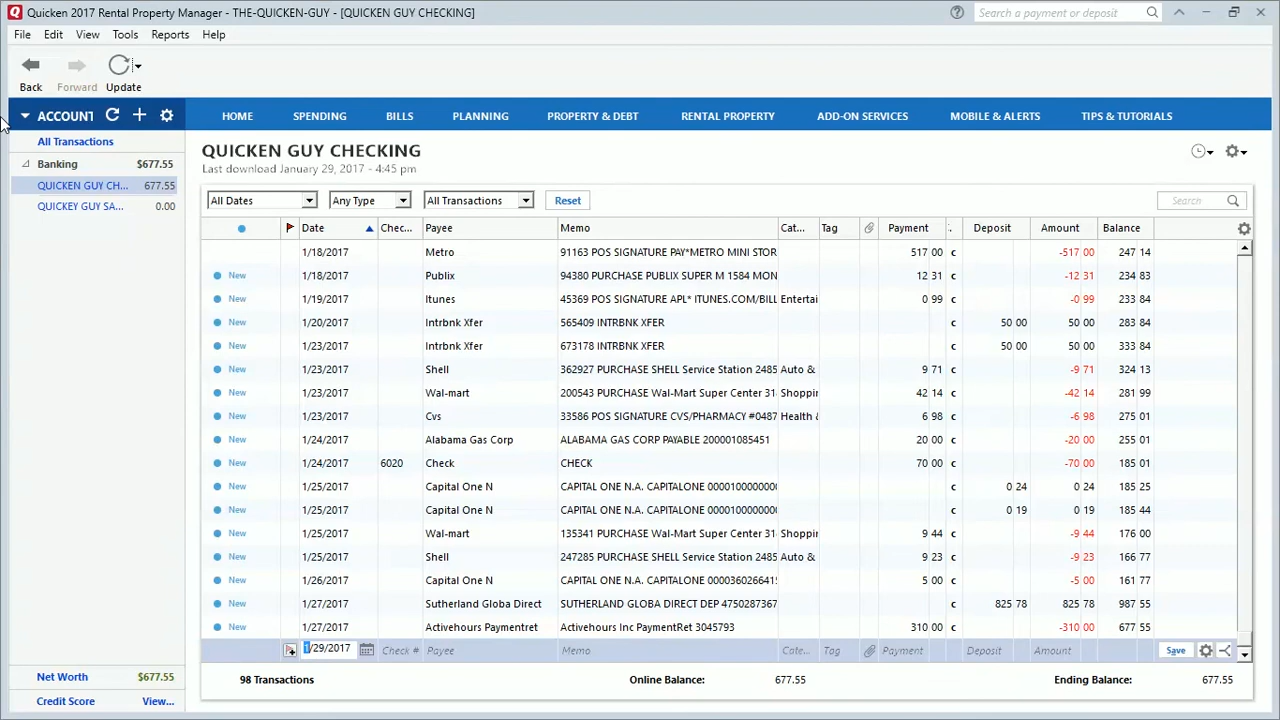 Quicken 2017 Rental Property Manager - THE-QUICKEN-GUY - [QUICKEN GUY CHECKING]
Search a payment or deposit
File Edit View Tools Reports Help
Back Forward Update
ACCOUNT HOME SPENDING BILLS PLANNING PROPERTY & DEBT RENTAL PROPERTY ADD-ON SERVICES MOBILE & ALERTS TIPS & TUTORIALS
All Transactions
Banking $677.55
QUICKEN GUY CH... 677.55
QUICKEY GUY SA... 0.00
QUICKEN GUY CHECKING
Last download January 29, 2017 - 4:45 pm
All Dates Any Type All Transactions Reset Search
Date Chec... Payee Memo Cat... Tag Payment Deposit Amount Balance
1/18/2017 Metro 91163 POS SIGNATURE PAY*METRO MINI STOR 517 00 c -517 00 247 14
New 1/18/2017 Publix 94380 PURCHASE PUBLIX SUPER M 1584 MON 12 31 c -12 31 234 83
New 1/19/2017 Itunes 45369 POS SIGNATURE APL* ITUNES.COM/BILL Entertai 0 99 c -0 99 233 84
New 1/20/2017 Intrbnk Xfer 565409 INTRBNK XFER c 50 00 50 00 283 84
New 1/23/2017 Intrbnk Xfer 673178 INTRBNK XFER c 50 00 50 00 333 84
New 1/23/2017 Shell 362927 PURCHASE SHELL Service Station 2485 Auto & 9 71 c -9 71 324 13
New 1/23/2017 Wal-mart 200543 PURCHASE Wal-Mart Super Center 31 Shoppin 42 14 c -42 14 281 99
New 1/23/2017 Cvs 33586 POS SIGNATURE CVS/PHARMACY #0487 Health & 6 98 c -6 98 275 01
New 1/24/2017 Alabama Gas Corp ALABAMA GAS CORP PAYABLE 200001085451 20 00 c -20 00 255 01
New 1/24/2017 6020 Check CHECK 70 00 c -70 00 185 01
New 1/25/2017 Capital One N CAPITAL ONE N.A. CAPITALONE 0000100000000 c 0 24 0 24 185 25
New 1/25/2017 Capital One N CAPITAL ONE N.A. CAPITALONE 0000100000000 c 0 19 0 19 185 44
New 1/25/2017 Wal-mart 135341 PURCHASE Wal-Mart Super Center 31 Shoppin 9 44 c -9 44 176 00
New 1/25/2017 Shell 247285 PURCHASE SHELL Service Station 2485 Auto & 9 23 c -9 23 166 77
New 1/26/2017 Capital One N CAPITAL ONE N.A. CAPITALONE 00003602664 5 00 c -5 00 161 77
New 1/27/2017 Sutherland Globa Direct SUTHERLAND GLOBA DIRECT DEP 4750287367 c 825 78 825 78 987 55
New 1/27/2017 Activehours Paymentret Activehours Inc PaymentRet 3045793 310 00 c -310 00 677 55
1/29/2017 Check # Payee Memo Cate... Tag Payment Deposit Amount Save
Net Worth $677.55
98 Transactions Online Balance: 677.55 Ending Balance: 677.55
Credit Score View...